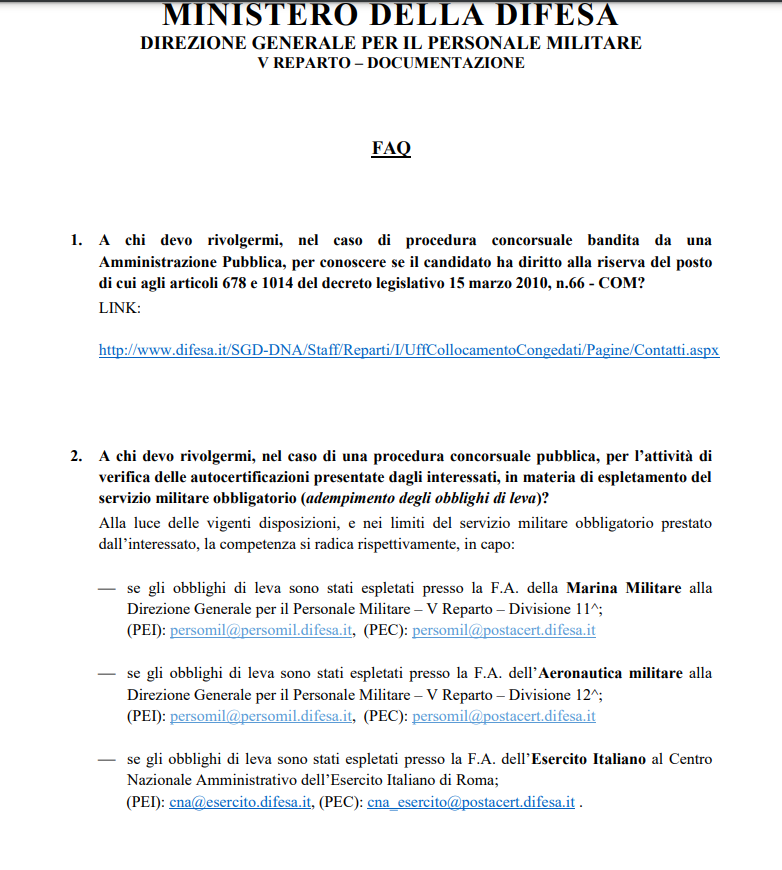 MINISTERO DELLA DIFESA
DIREZIONE GENERALE PER IL PERSONALE MILITARE
V REPARTO – DOCUMENTAZIONE
FAQ
1. A chi devo rivolgermi, nel caso di procedura concorsuale bandita da una
Amministrazione Pubblica, per conoscere se il candidato ha diritto alla riserva del posto
di cui agli articoli 678 e 1014 del decreto legislativo 15 marzo 2010, n.66 - COM?
LINK:
http://www.difesa.it/SGD-DNA/Staff/Reparti/I/UffCollocamentoCongedati/Pagine/Contatti.aspx
2. A chi devo rivolgermi, nel caso di una procedura concorsuale pubblica, per l’attività di
verifica delle autocertificazioni presentate dagli interessati, in materia di espletamento del
servizio militare obbligatorio (adempimento degli obblighi di leva)?
Alla luce delle vigenti disposizioni, e nei limiti del servizio militare obbligatorio prestato
dall’interessato, la competenza si radica rispettivamente, in capo:
— se gli obblighi di leva sono stati espletati presso la F.A. della Marina Militare alla
Direzione Generale per il Personale Militare – V Reparto – Divisione 11^;
(PEI): persomil@persomil.difesa.it, (PEC): persomil@postacert.difesa.it
— se gli obblighi di leva sono stati espletati presso la F.A. dell’Aeronautica militare alla
Direzione Generale per il Personale Militare – V Reparto – Divisione 12^;
(PEI): persomil@persomil.difesa.it, (PEC): persomil@postacert.difesa.it
— se gli obblighi di leva sono stati espletati presso la F.A. dell’Esercito Italiano al Centro
Nazionale Amministrativo dell’Esercito Italiano di Roma;
(PEI): cna@esercito.difesa.it, (PEC): cna_esercito@postacert.difesa.it .